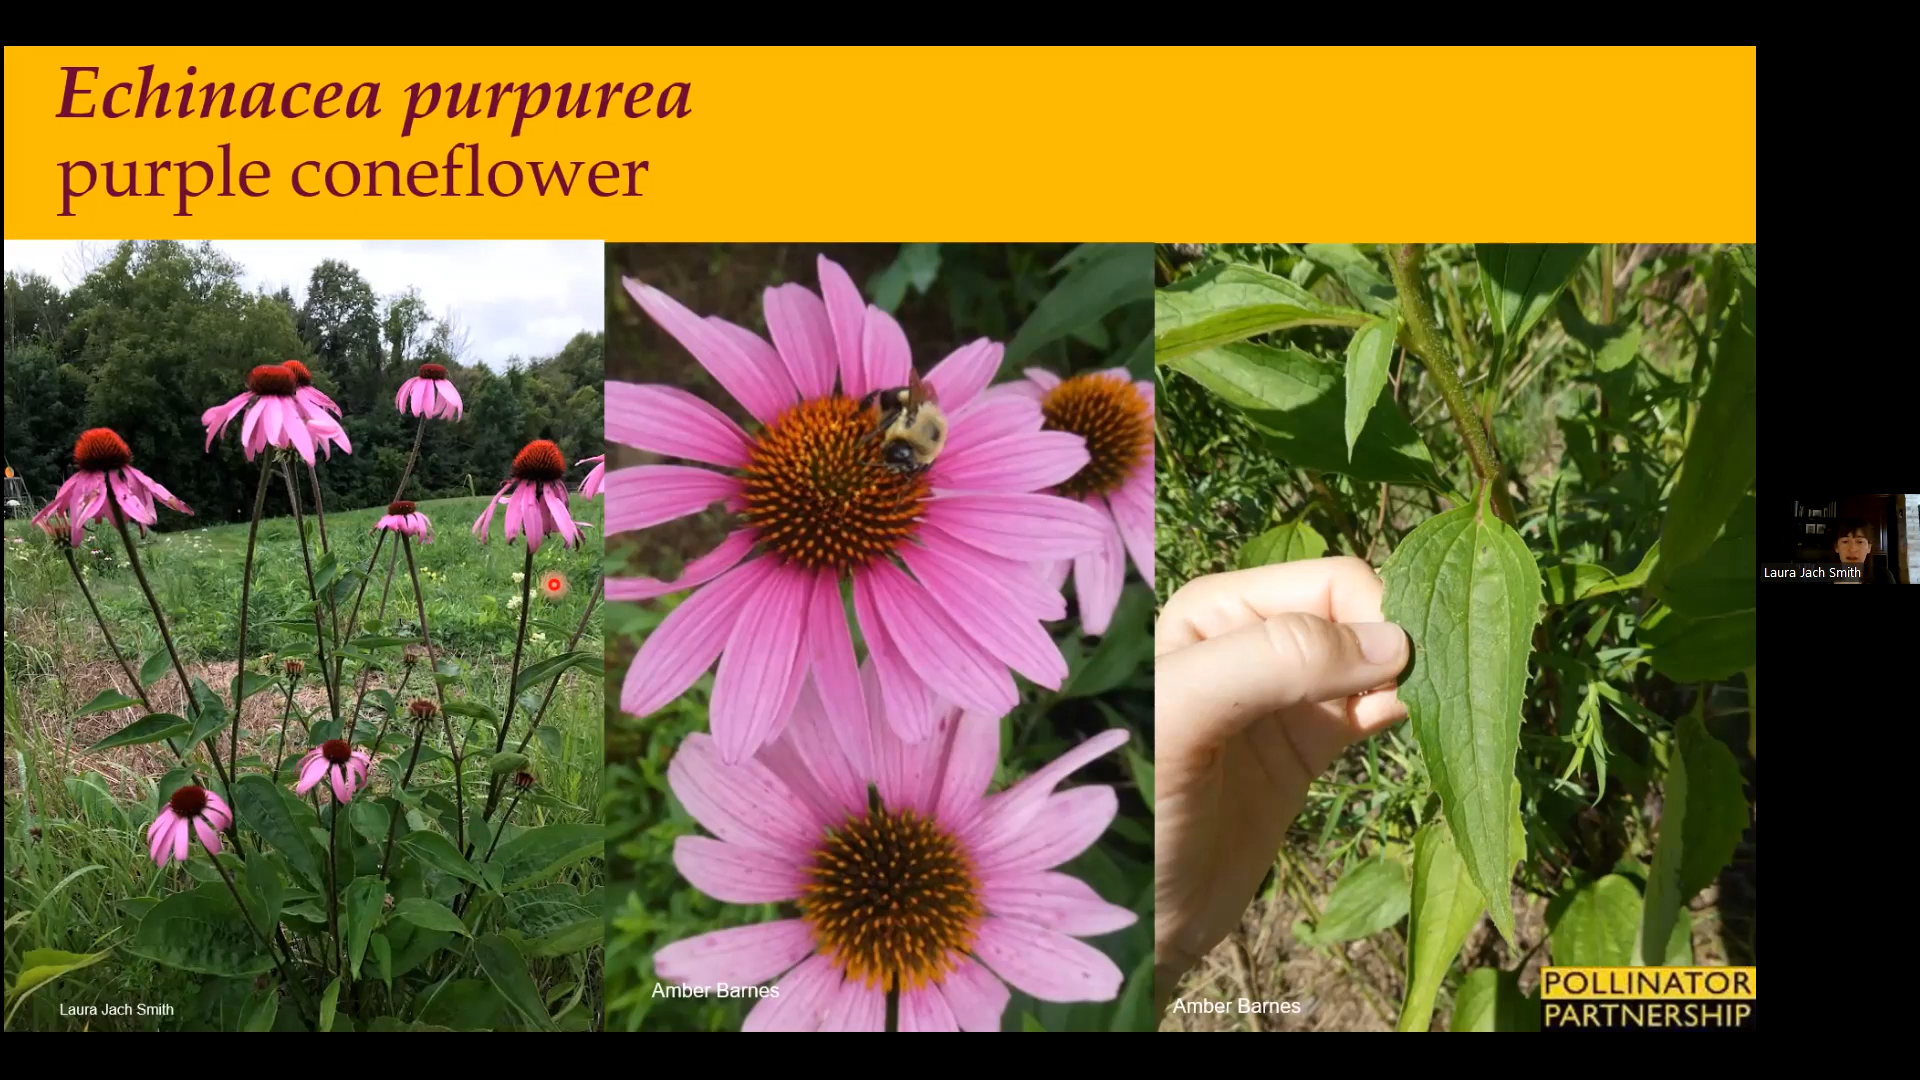 Echinacea purpurea
purple coneflower
Laura Jach Smith
Amber Barnes
Amber Barnes
POLLINATOR
PARTNERSHIP
Laura Jach Smith